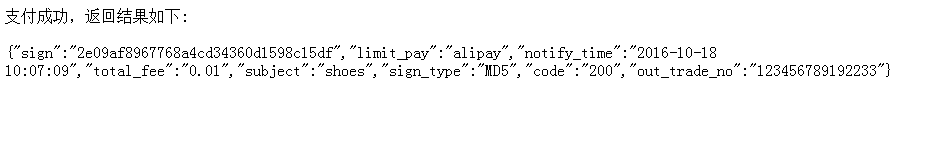 支付成功，返回结果如下:
{"sign":"2e09af8967768a4cd34360d1598c15df","limit_pay":"alipay","notify_time":"2016-10-18
10:07:09","total_fee":"0.01","subject":"shoes","sign_type":"MD5","code":"200","out_trade_no":"123456789192233"}